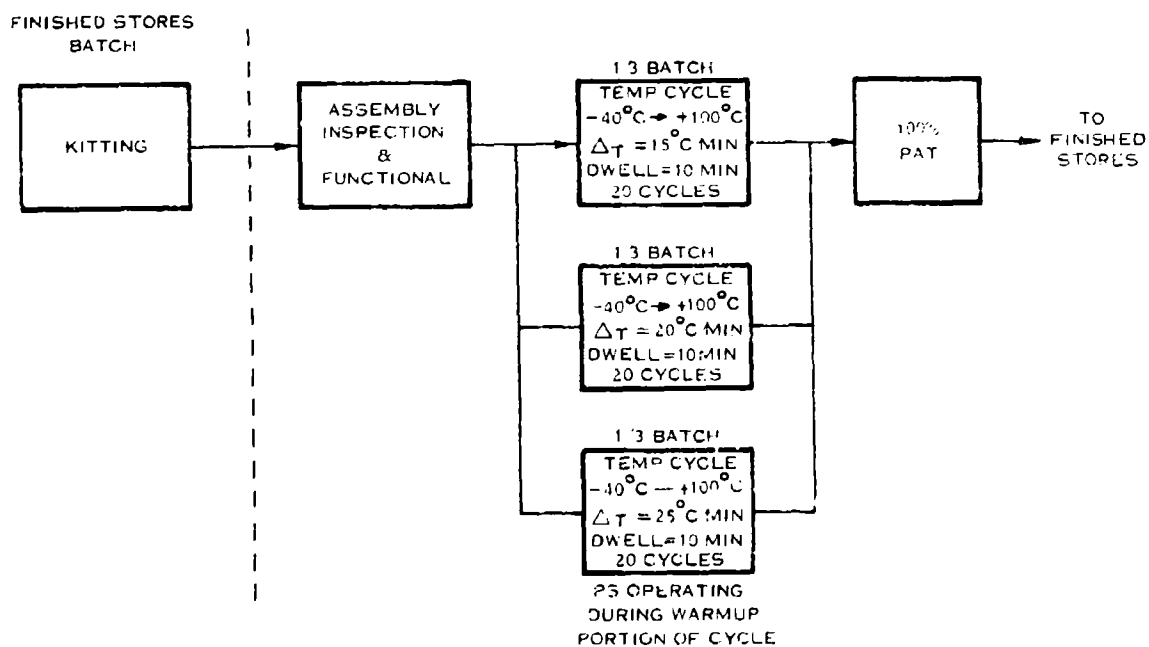 FINISHED STORES
BATCH
KITTING
ASSEMBLY
INSPECTION
&
FUNCTIONAL
1 3 BATCH
TEMP CYCLE
-40°C → +100°C
△T = 15°C MIN
DWELL=10 MIN
20 CYCLES
1 3 BATCH
TEMP CYCLE
-40°C → +100°C
△T = 20°C MIN
DWELL=10 MIN
20 CYCLES
1 3 BATCH
TEMP CYCLE
-40°C — +100°C
△T = 25°C MIN
DWELL=10 MIN
20 CYCLES
PS OPERATING
DURING WARMUP
PORTION OF CYCLE
100%
PAT
TO
FINISHED
STORES